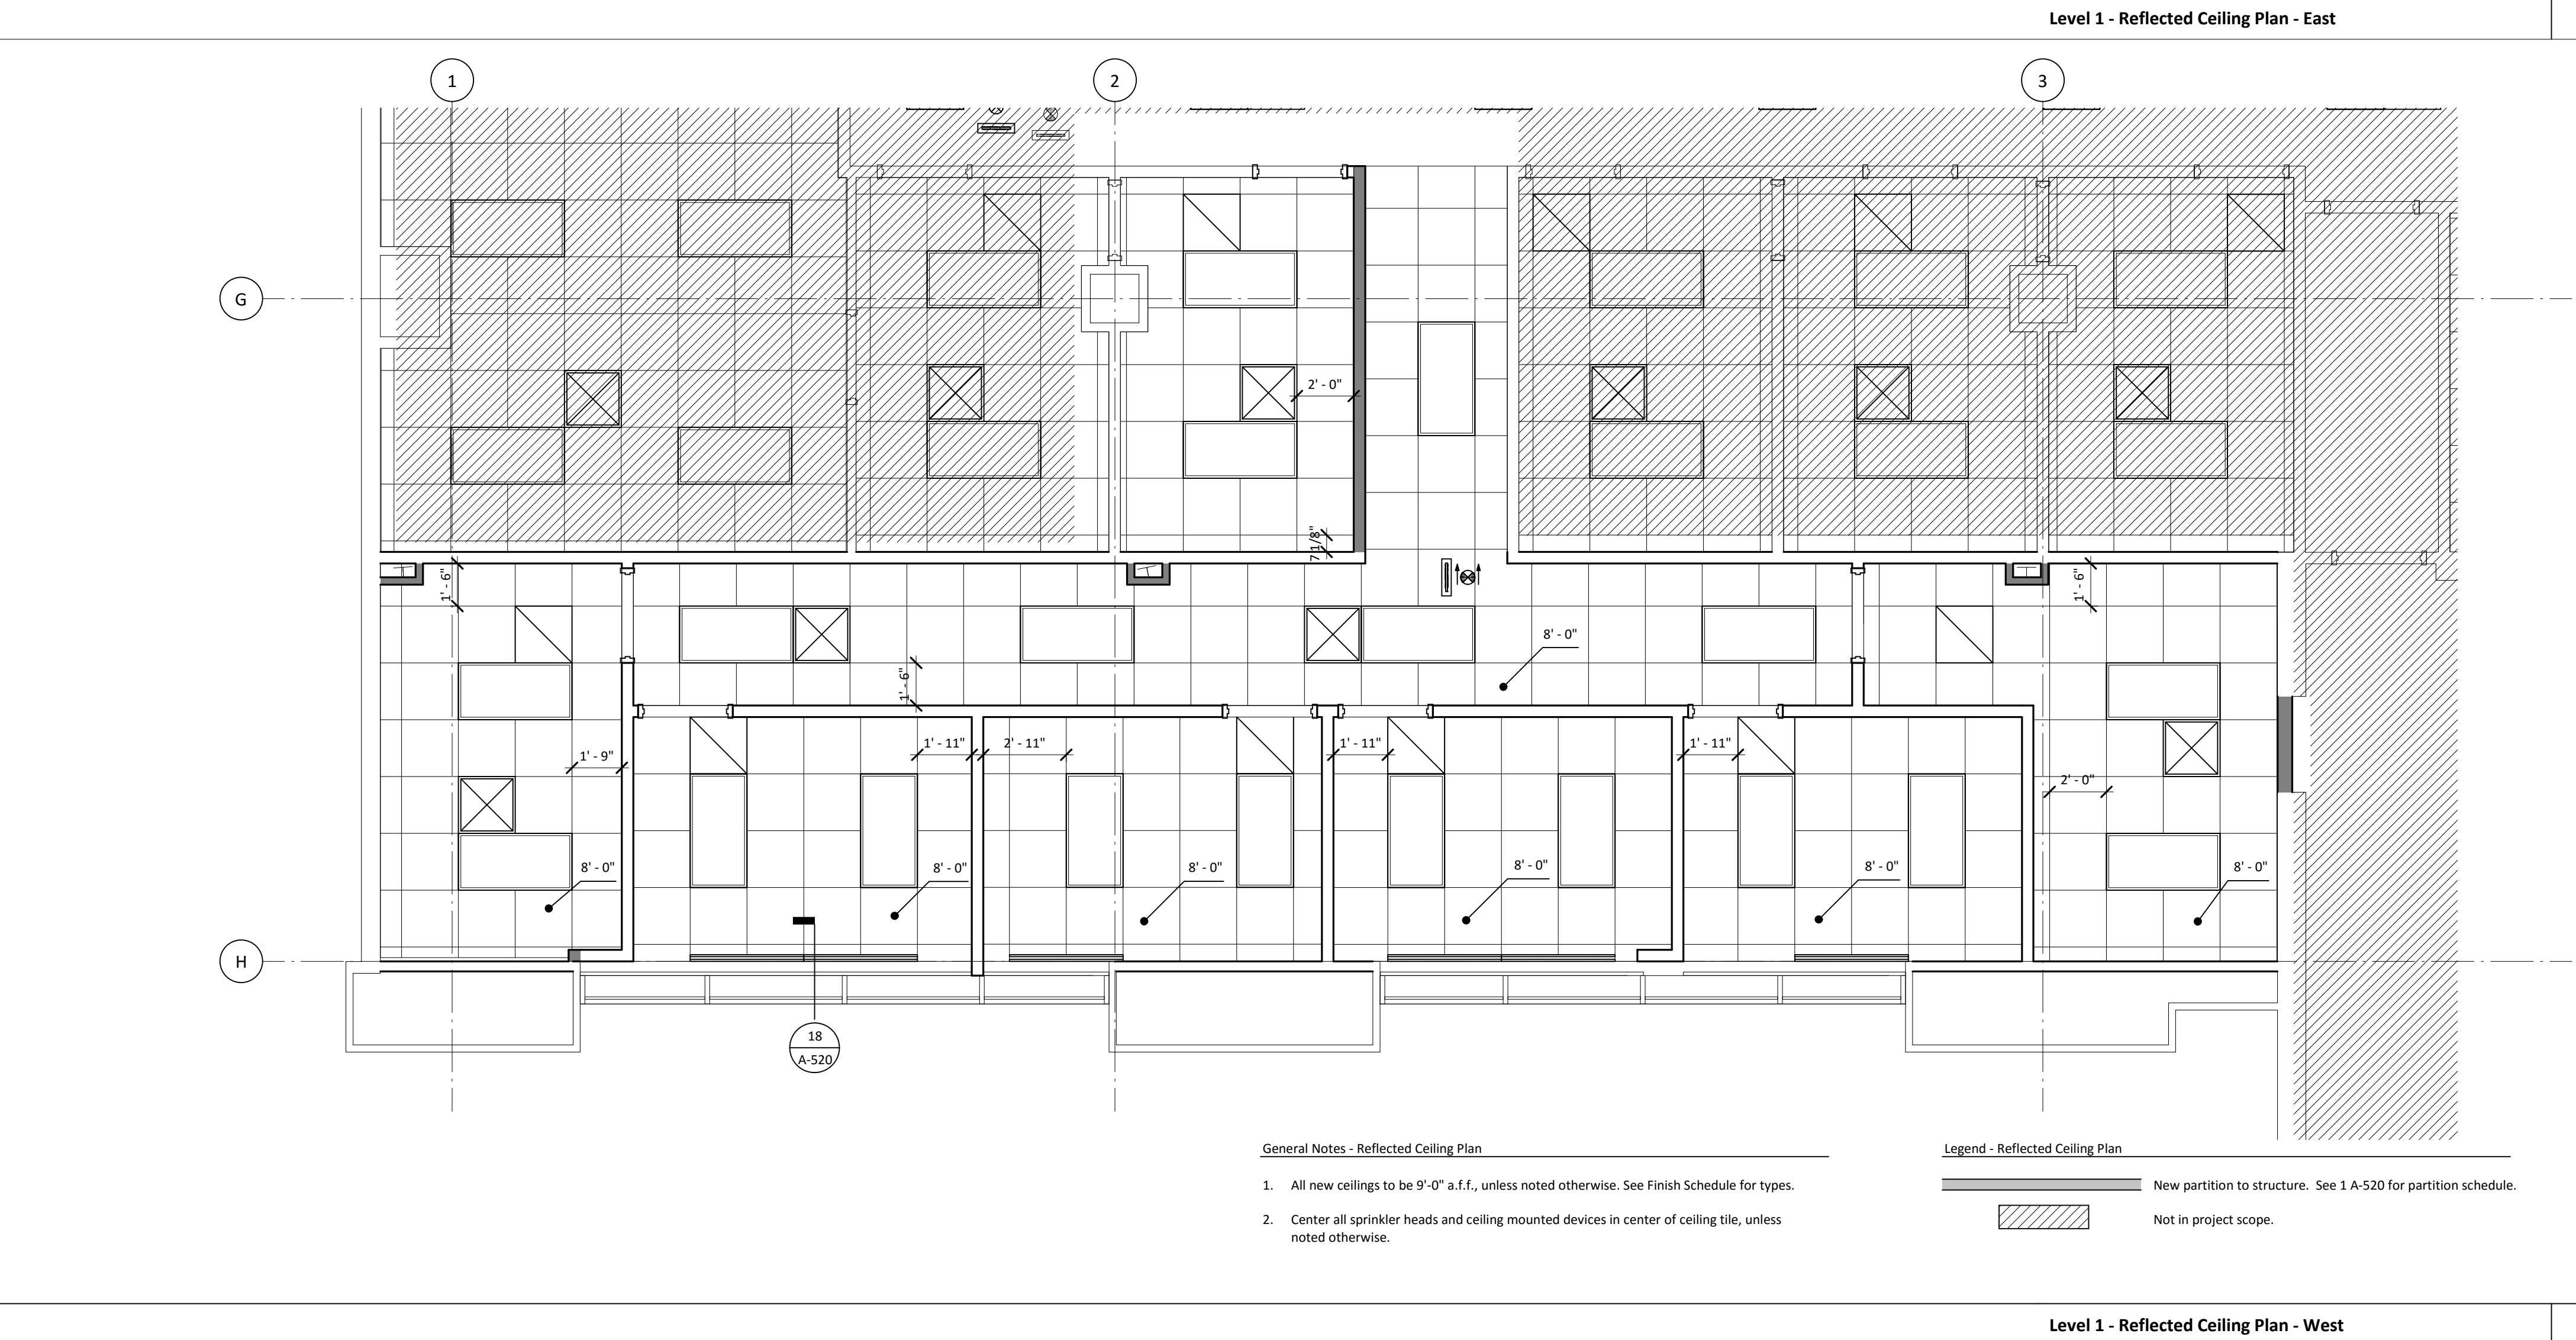 Level 1 - Reflected Ceiling Plan - East
1
2
3
G
2' - 0"
7 1/8"
1' - 6"
1' - 6"
8' - 0"
1' - 6"
1' - 9"
1' - 11"
2' - 11"
1' - 11"
1' - 11"
2' - 0"
8' - 0"
8' - 0"
8' - 0"
8' - 0"
8' - 0"
8' - 0"
H
18
A-520
General Notes - Reflected Ceiling Plan
1. All new ceilings to be 9'-0" a.f.f., unless noted otherwise. See Finish Schedule for types.
2. Center all sprinkler heads and ceiling mounted devices in center of ceiling tile, unless
noted otherwise.
Legend - Reflected Ceiling Plan
New partition to structure. See 1 A-520 for partition schedule.
Not in project scope.
Level 1 - Reflected Ceiling Plan - West